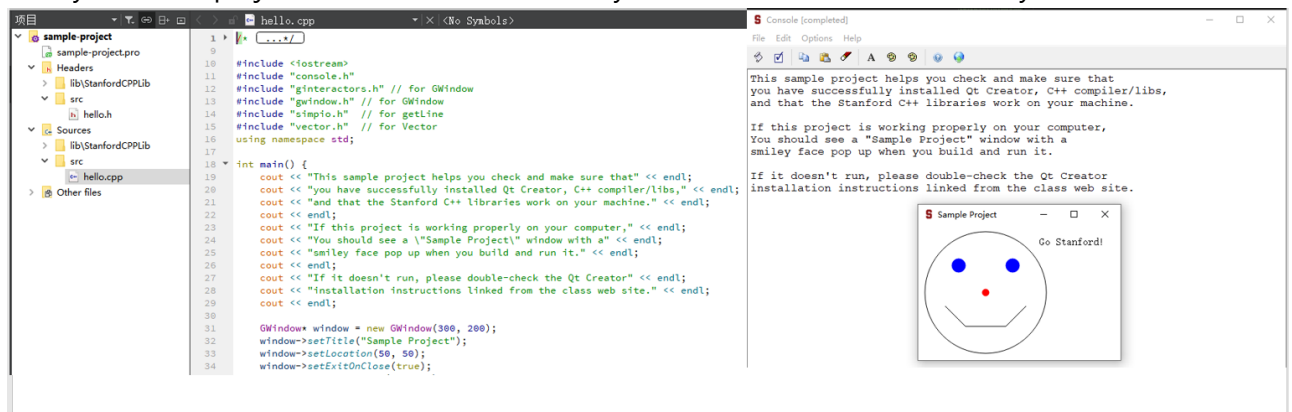 项目
hello.cpp
<No Symbols>
sample-project
sample-project.pro
Headers
lib\StanfordCPPLib
src
hello.h
Sources
lib\StanfordCPPLib
src
hello.cpp
Other files
1 /* ...*/
9
10 #include <iostream>
11 #include "console.h"
12 #include "ginteractors.h" // for GWindow
13 #include "gwindow.h" // for GWindow
14 #include "simpio.h"  // for getLine
15 #include "vector.h"  // for Vector
16 using namespace std;
17
18 int main() {
19     cout << "This sample project helps you check and make sure that" << endl;
20     cout << "you have successfully installed Qt Creator, C++ compiler/libs," << endl;
21     cout << "and that the Stanford C++ libraries work on your machine." << endl;
22     cout << endl;
23     cout << "If this project is working properly on your computer," << endl;
24     cout << "You should see a \"Sample Project\" window with a" << endl;
25     cout << "smiley face pop up when you build and run it." << endl;
26     cout << endl;
27     cout << "If it doesn't run, please double-check the Qt Creator" << endl;
28     cout << "installation instructions linked from the class web site." << endl;
29     cout << endl;
30
31     GWindow* window = new GWindow(300, 200);
32     window->setTitle("Sample Project");
33     window->setLocation(50, 50);
34     window->setExitOnClose(true);
Console [completed]
File Edit Options Help
This sample project helps you check and make sure that
you have successfully installed Qt Creator, C++ compiler/libs,
and that the Stanford C++ libraries work on your machine.
If this project is working properly on your computer,
You should see a "Sample Project" window with a
smiley face pop up when you build and run it.
If it doesn't run, please double-check the Qt Creator
installation instructions linked from the class web site.
Sample Project
Go Stanford!